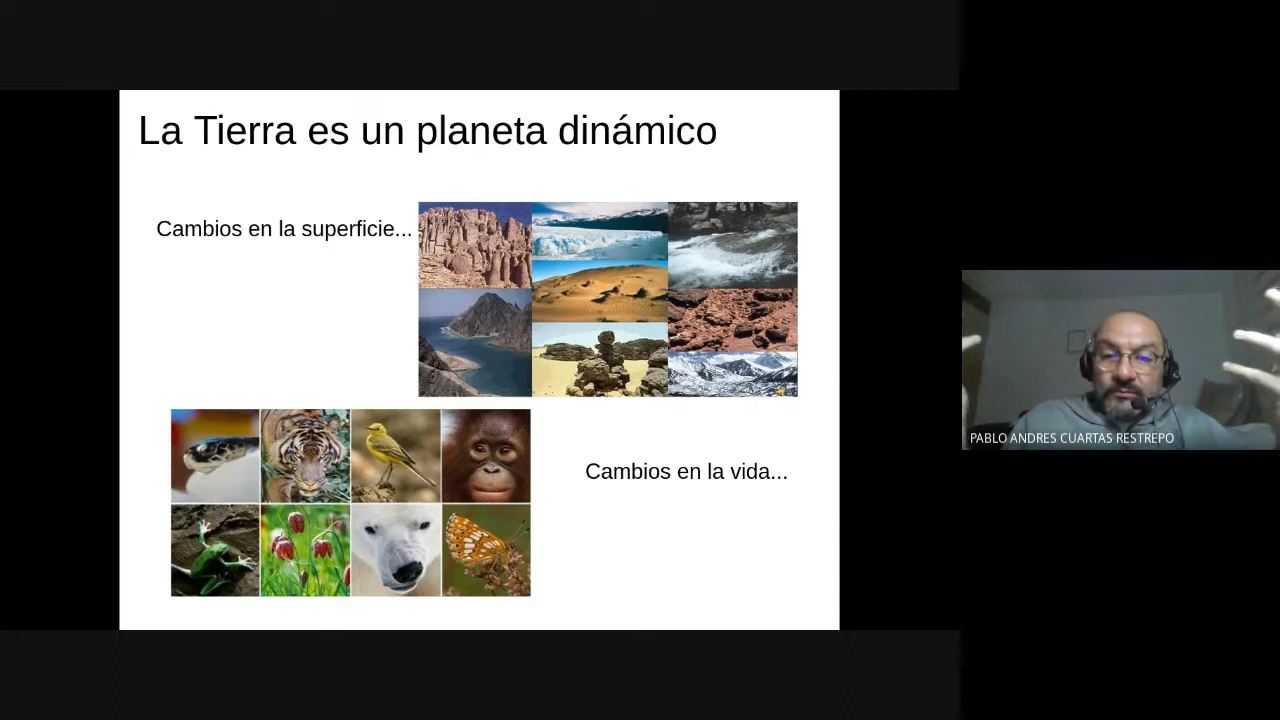 La Tierra es un planeta dinámico
Cambios en la superficie...
Cambios en la vida...
PABLO ANDRES CUARTAS RESTREPO